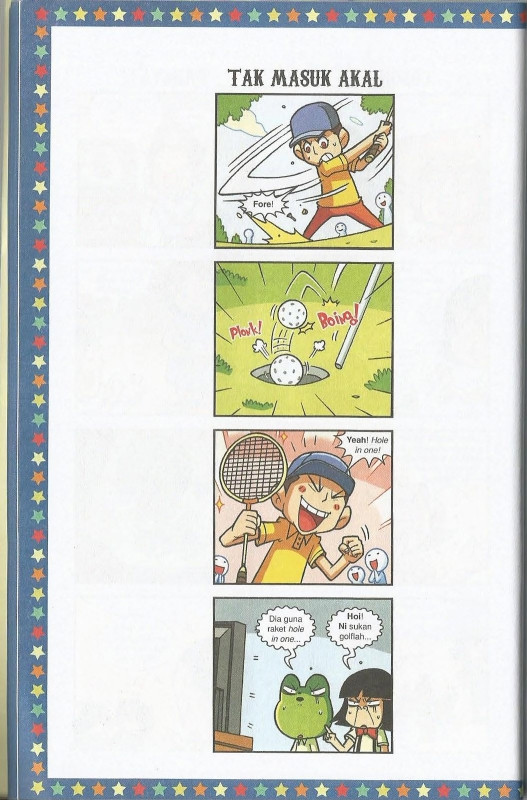 TAK MASUK AKAL
Fore!
Plonk!
Boing!
Yeah! Hole
in one!
Dia guna
raket hole
in one...
Hoi!
Ni sukan
golflah...